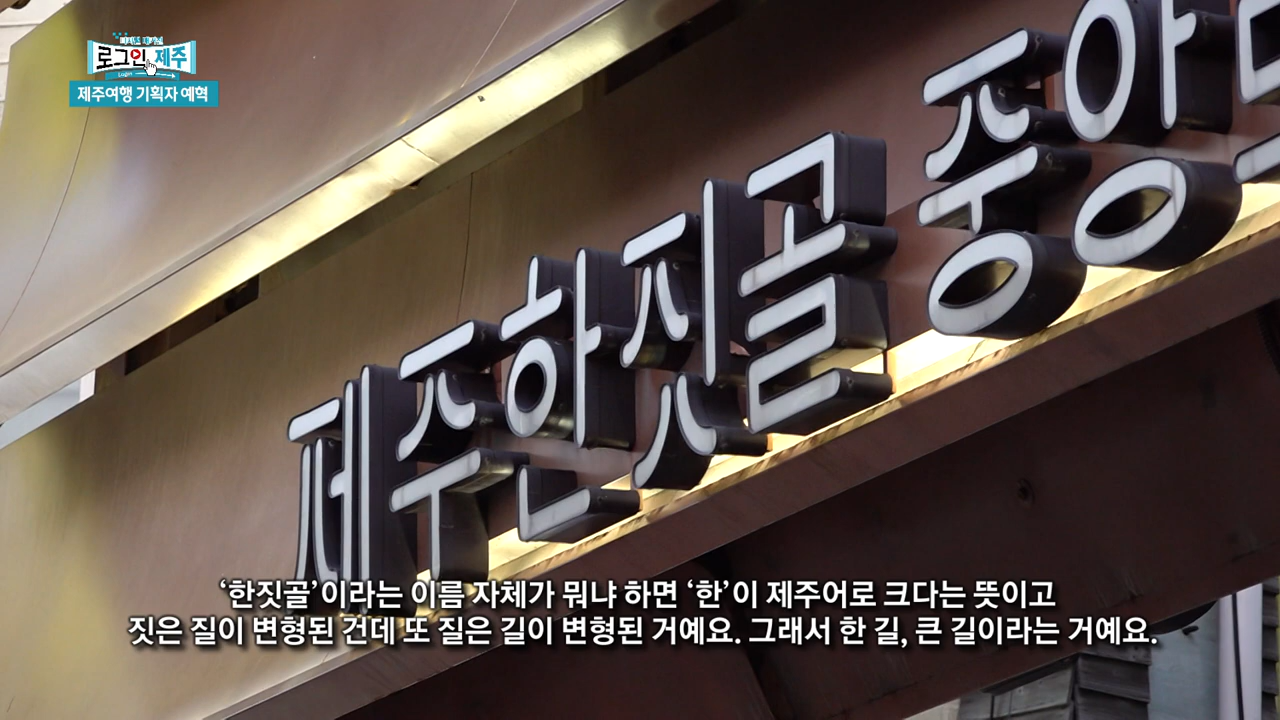 로그인 제주
Login
제주여행 기획자 예혁
제주한짓골 중앙
‘한짓골’이라는 이름 자체가 뭐냐 하면 ‘한’이 제주어로 크다는 뜻이고
짓은 질이 변형된 건데 또 질은 길이 변형된 거예요. 그래서 한 길, 큰 길이라는 거예요.